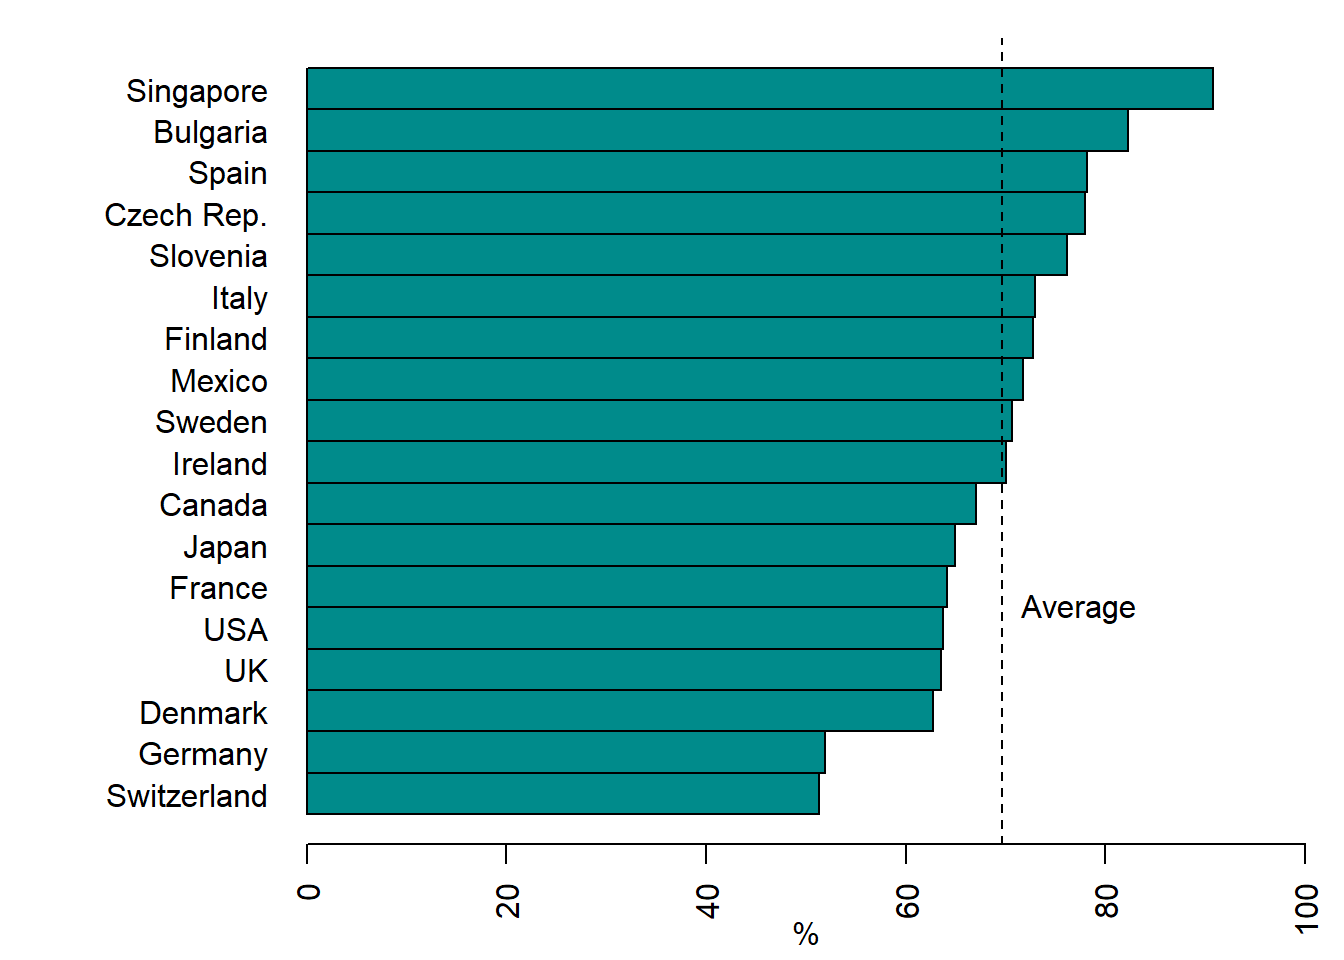 Singapore
Bulgaria
Spain
Czech Rep.
Slovenia
Italy
Finland
Mexico
Sweden
Ireland
Canada
Japan
France
USA
UK
Denmark
Germany
Switzerland
Average
0 20 40 60 80 100
%